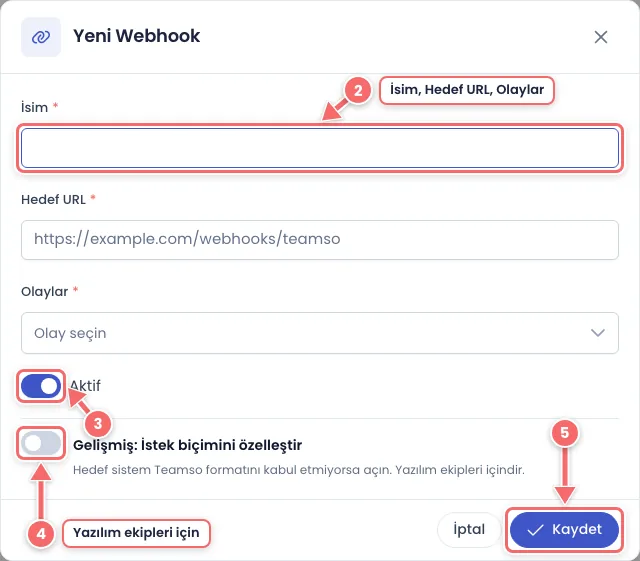 Yeni Webhook
2
İsim, Hedef URL, Olaylar
İsim *
Hedef URL *
https://example.com/webhooks/teamso
Olaylar *
Olay seçin
Aktif
3
Gelişmiş: İstek biçimini özelleştir
Hedef sistem Teamso formatını kabul etmiyorsa açın. Yazılım ekipleri içindir.
5
4
Yazılım ekipleri için
İptal
Kaydet